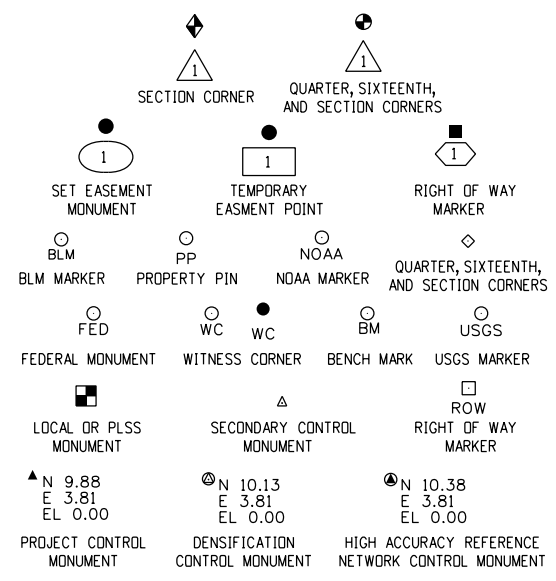 1
1
SECTION CORNER
QUARTER, SIXTEENTH,
AND SECTION CORNERS
1
1
1
SET EASEMENT
MONUMENT
TEMPORARY
EASMENT POINT
RIGHT OF WAY
MARKER
BLM
PP
NOAA
BLM MARKER
PROPERTY PIN
NOAA MARKER
QUARTER, SIXTEENTH,
AND SECTION CORNERS
FED
WC
WC
BM
USGS
FEDERAL MONUMENT
WITNESS CORNER
BENCH MARK
USGS MARKER
ROW
LOCAL OR PLSS
MONUMENT
SECONDARY CONTROL
MONUMENT
RIGHT OF WAY
MARKER
N 9.88
E 3.81
EL 0.00
N 10.13
E 3.81
EL 0.00
N 10.38
E 3.81
EL 0.00
PROJECT CONTROL
MONUMENT
DENSIFICATION
CONTROL MONUMENT
HIGH ACCURACY REFERENCE
NETWORK CONTROL MONUMENT